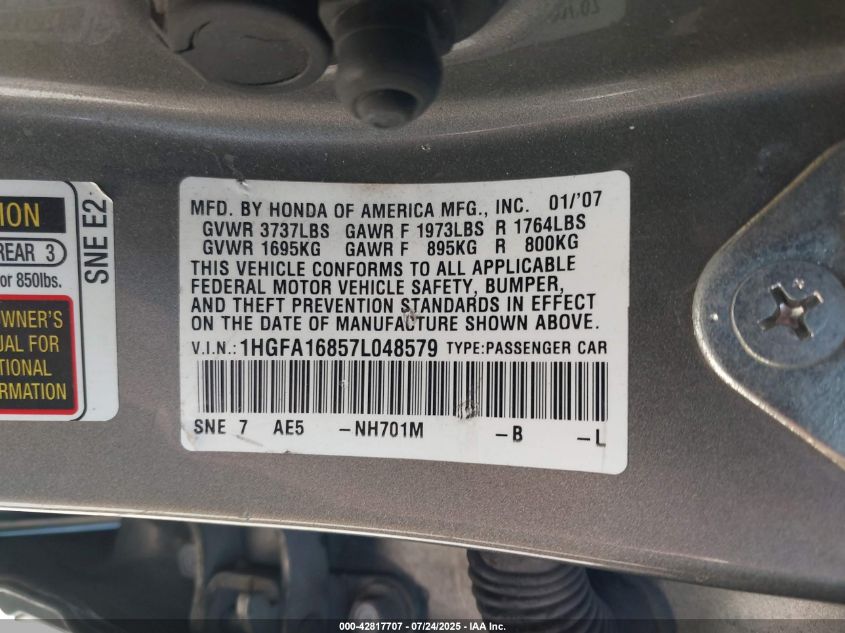 MFD. BY HONDA OF AMERICA MFG., INC. 01/'07
GVWR 3737LBS GAWR F 1973LBS R 1764LBS
GVWR 1695KG GAWR F 895KG R 800KG
THIS VEHICLE CONFORMS TO ALL APPLICABLE
FEDERAL MOTOR VEHICLE SAFETY, BUMPER,
AND THEFT PREVENTION STANDARDS IN EFFECT
ON THE DATE OF MANUFACTURE SHOWN ABOVE.
V.I.N.: 1HGFA16857L048579 TYPE:PASSENGER CAR
SNE 7 AE5 -NH701M -B -L
ION
REAR 3
or 850lbs.
SNE E2
OWNER'S
UAL FOR
TIONAL
ORMATION
000-42817707 - 07/24/2025 - IAA Inc.